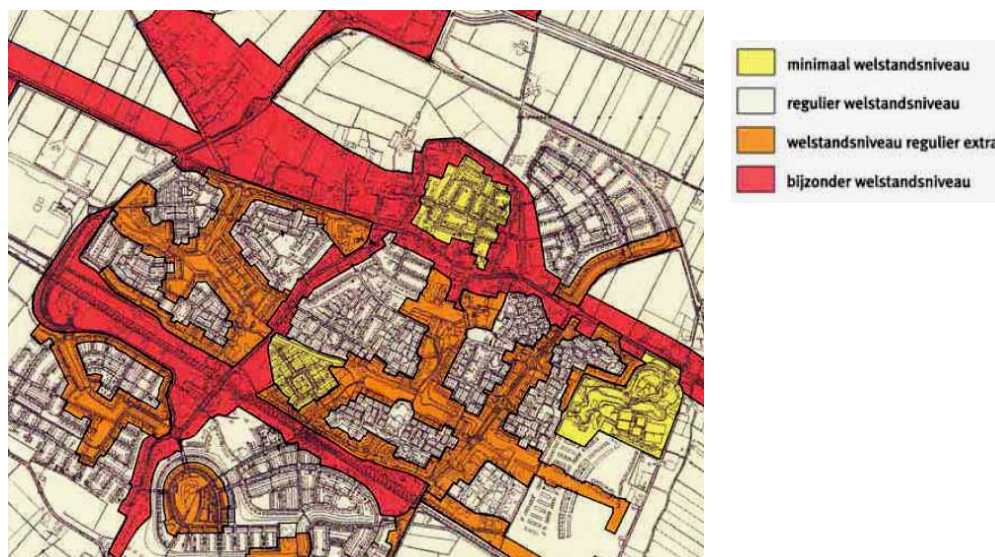 minimaal welstandsniveau
regulier welstandsniveau
welstandsniveau regulier extra
bijzonder welstandsniveau